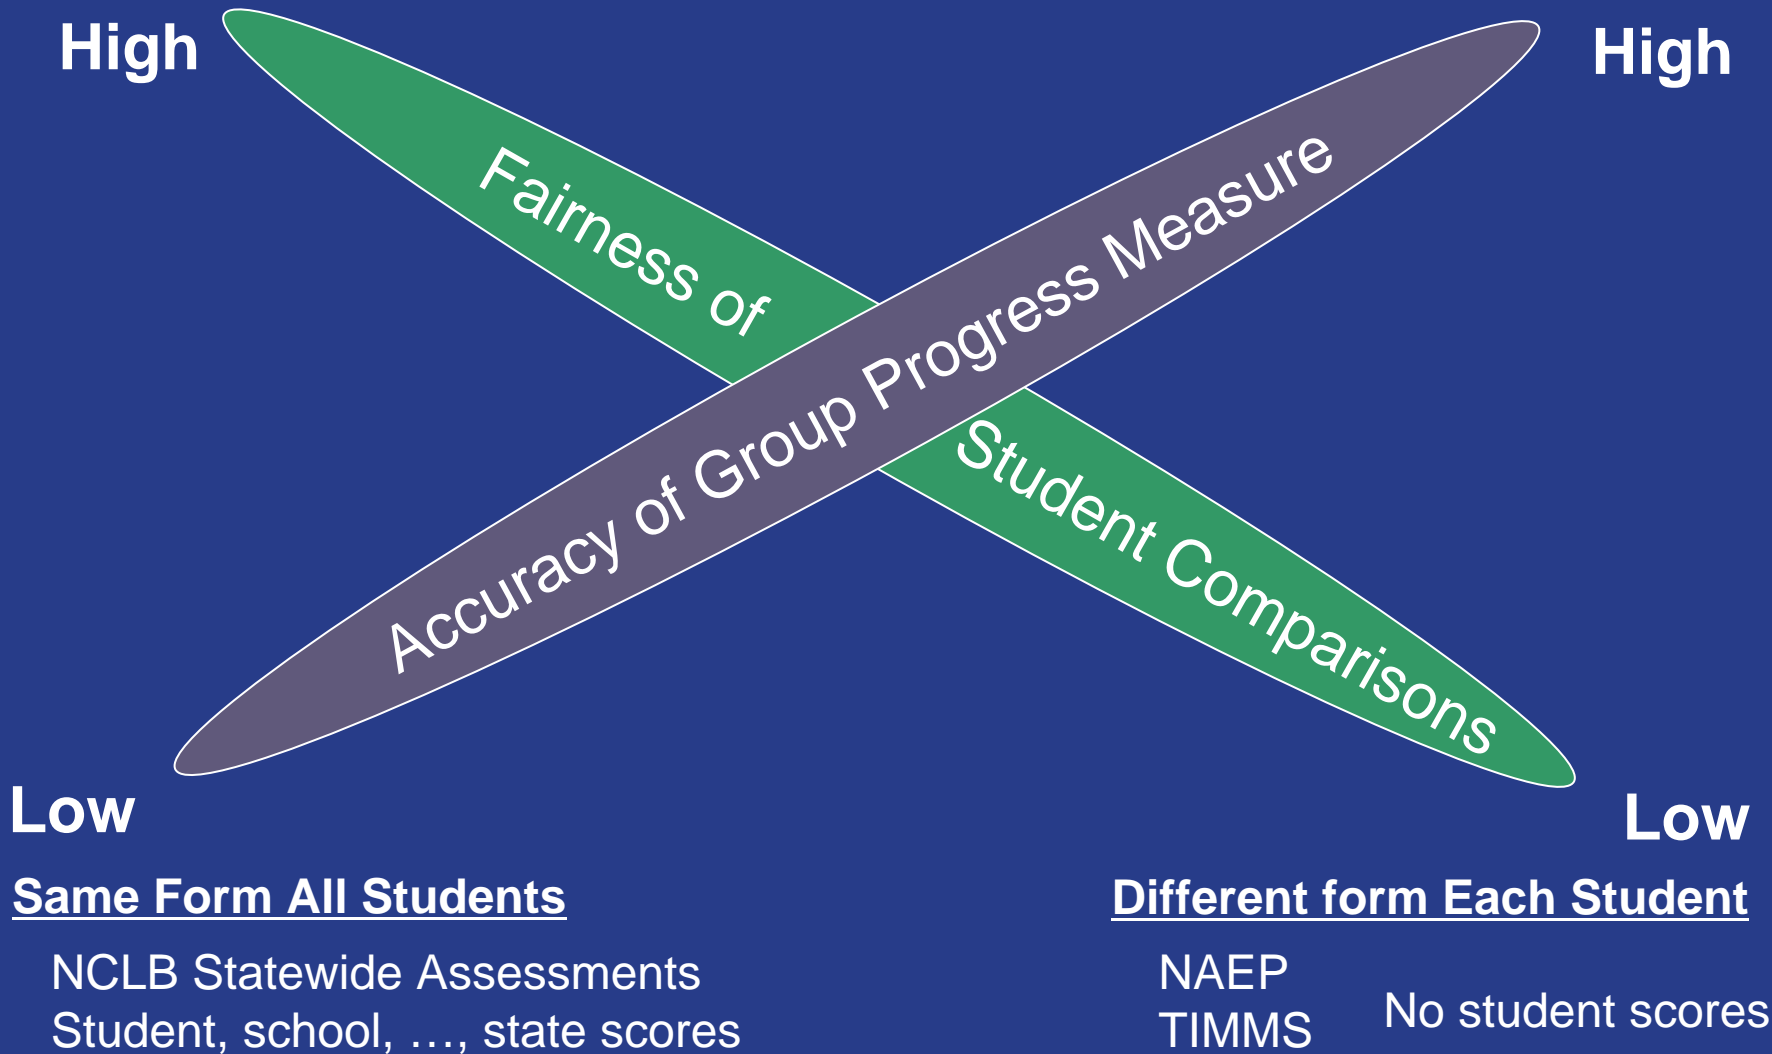 High
High
Fairness of
Student Comparisons
Accuracy of Group Progress Measure
Low
Low
Same Form All Students
NCLB Statewide Assessments
Student, school, …, state scores
Different form Each Student
NAEP
TIMMS
No student scores